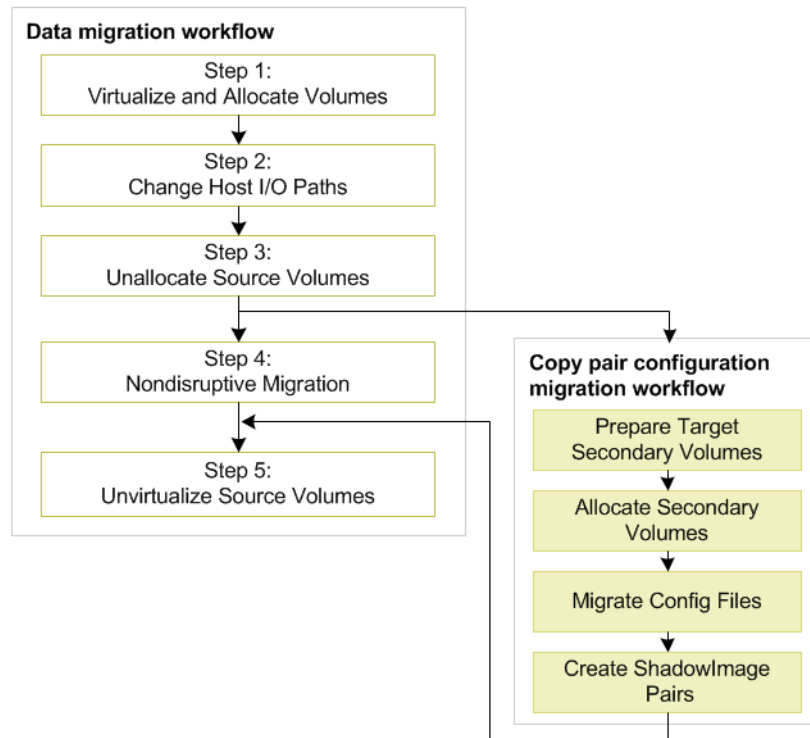 Data migration workflow
Step 1:
Virtualize and Allocate Volumes
Step 2:
Change Host I/O Paths
Step 3:
Unallocate Source Volumes
Step 4:
Nondisruptive Migration
Step 5:
Unvirtualize Source Volumes
Copy pair configuration
migration workflow
Prepare Target
Secondary Volumes
Allocate Secondary
Volumes
Migrate Config Files
Create ShadowImage
Pairs